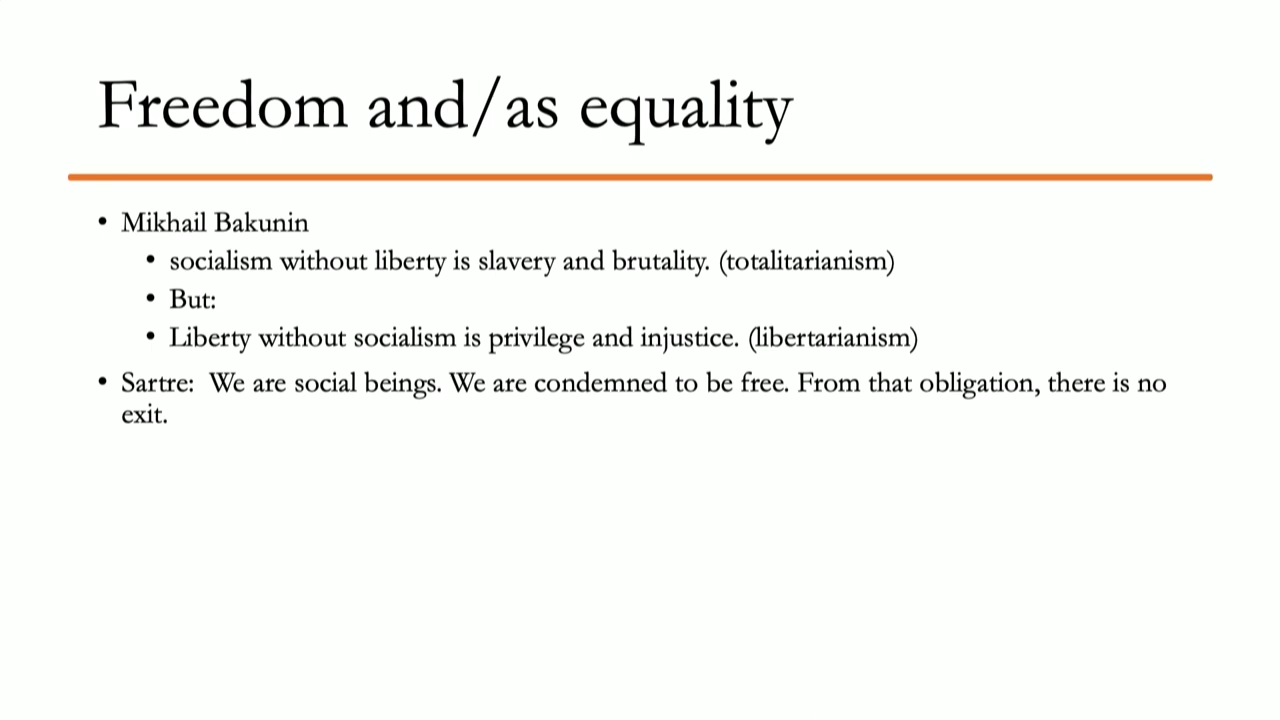 Freedom and/as equality
• Mikhail Bakunin
• socialism without liberty is slavery and brutality. (totalitarianism)
• But:
• Liberty without socialism is privilege and injustice. (libertarianism)
• Sartre:  We are social beings. We are condemned to be free. From that obligation, there is no
exit.